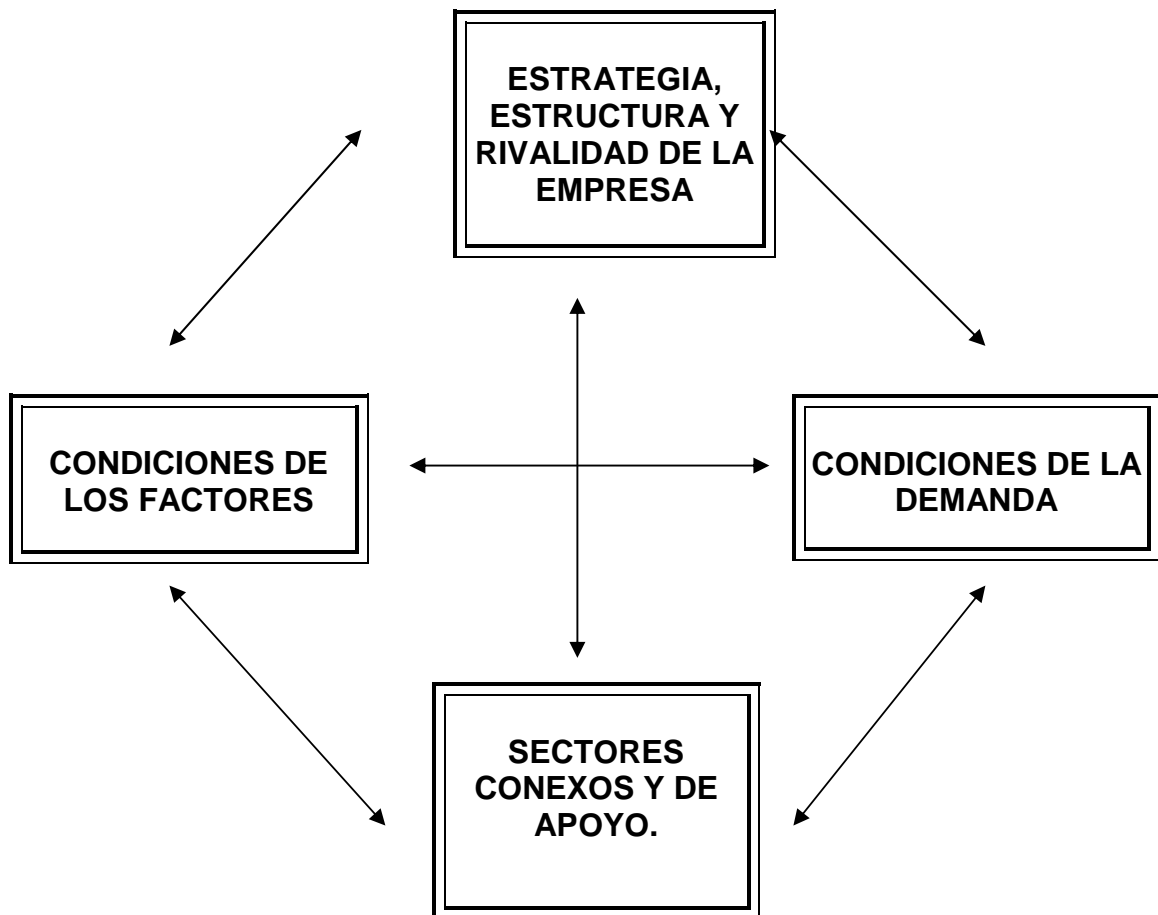 ESTRATEGIA,
ESTRUCTURA Y
RIVALIDAD DE LA
EMPRESA
CONDICIONES DE
LOS FACTORES
CONDICIONES DE LA
DEMANDA
SECTORES
CONEXOS Y DE
APOYO.